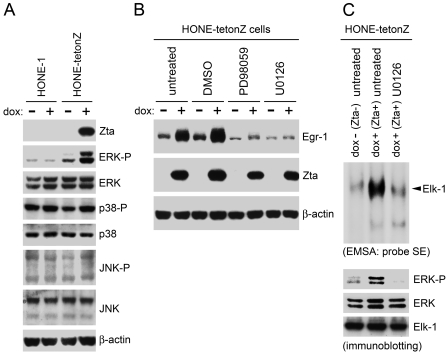 A
HONE-1
HONE-tetonZ
dox: – + – +
Zta
ERK-P
ERK
p38-P
p38
JNK-P
JNK
β-actin
B
HONE-tetonZ cells
untreated
DMSO
PD98059
U0126
dox: – + – + – + – +
Egr-1
Zta
β-actin
C
HONE-tetonZ
dox – (Zta-) untreated
dox + (Zta+) untreated
dox + (Zta+) U0126
Elk-1
(EMSA: probe SE)
ERK-P
ERK
Elk-1
(immunoblotting)